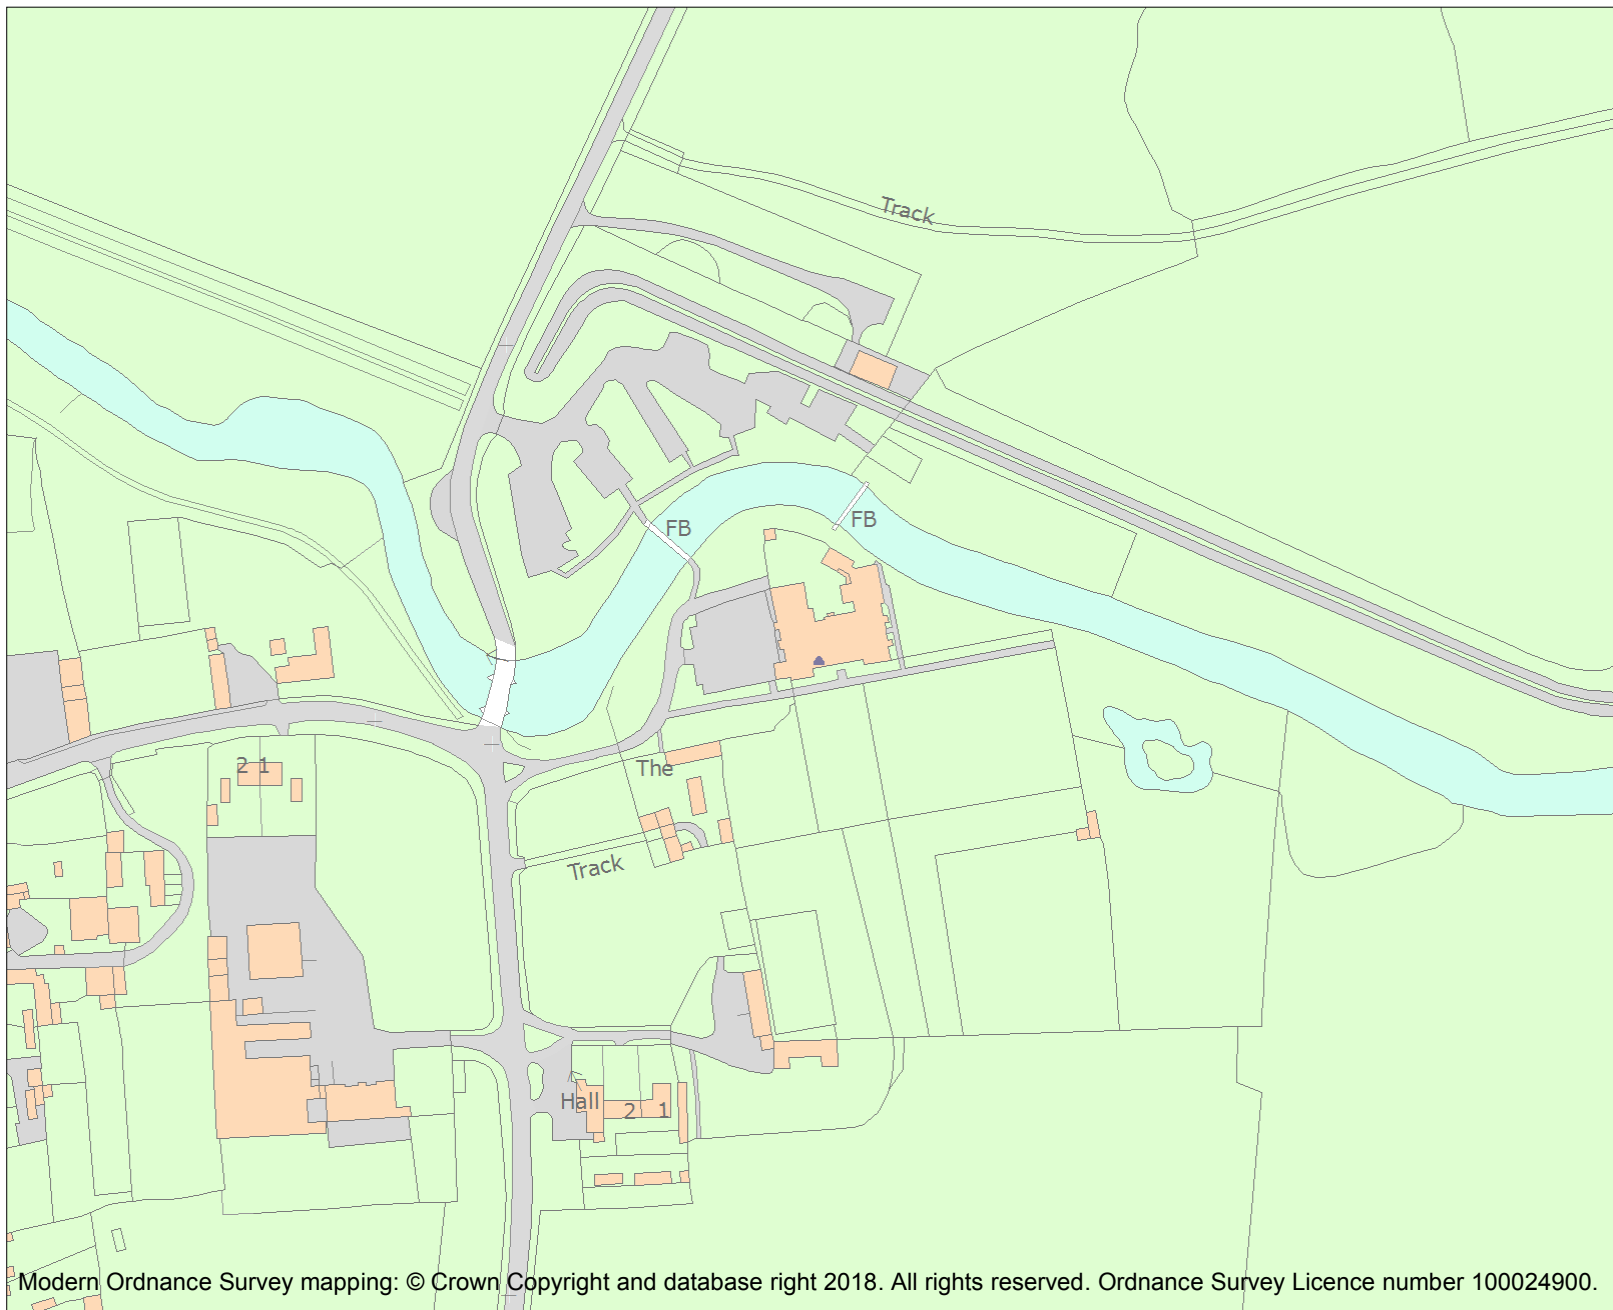 Track
FB
FB
2 1
The
Track
Hall
2
1
Modern Ordnance Survey mapping: © Crown Copyright and database right 2018. All rights reserved. Ordnance Survey Licence number 100024900.